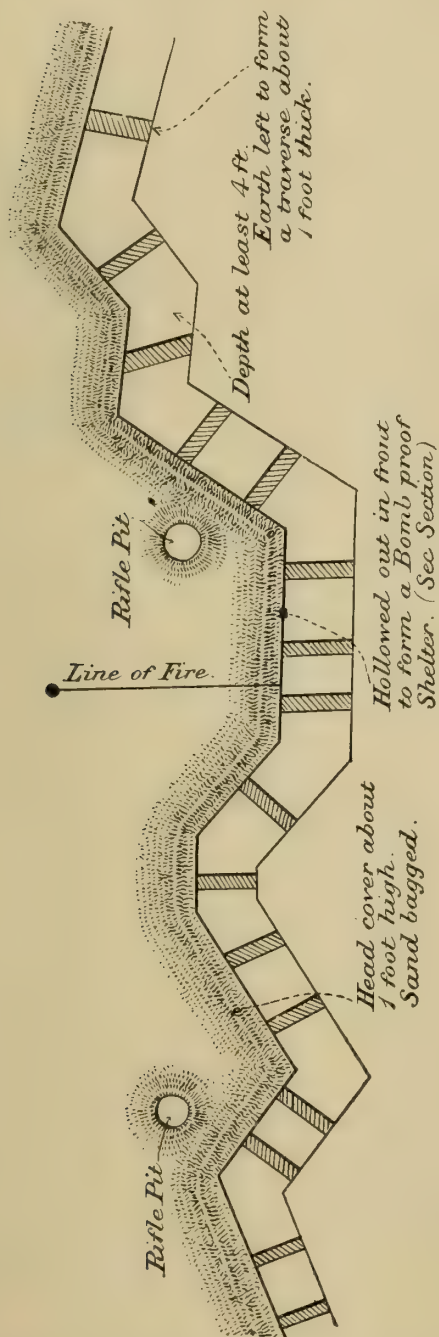 Rifle Pit
Rifle Pit
Line of Fire.
Head cover about
1 foot high.
Sand bagged.
Hollowed out in front
to form a Bomb proof
Shelter. (See Section)
Depth at least 4 ft.
Earth left to form
a traverse about
1 foot thick.